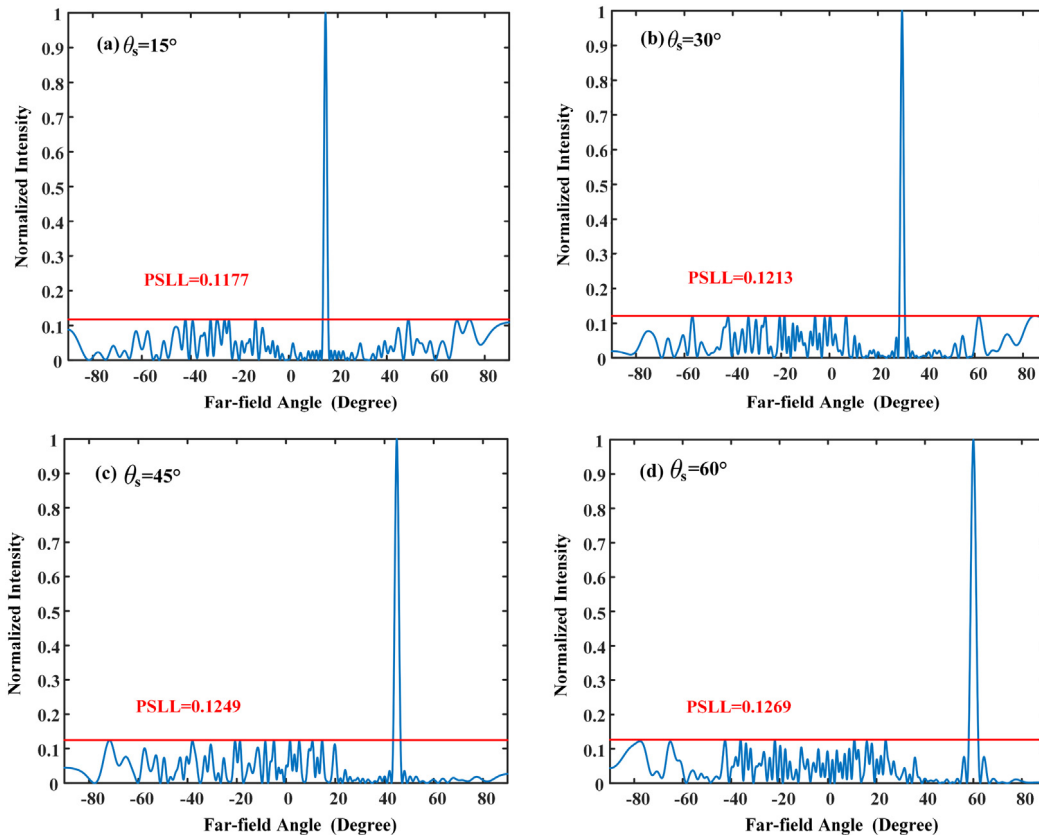 (a) θs=15°
Normalized Intensity
1
0.9
0.8
0.7
0.6
0.5
0.4
0.3
0.2
0.1
0
PSLL=0.1177
-80 -60 -40 -20 0 20 40 60 80
Far-field Angle (Degree)
(b) θs=30°
Normalized Intensity
1
0.9
0.8
0.7
0.6
0.5
0.4
0.3
0.2
0.1
0
PSLL=0.1213
-80 -60 -40 -20 0 20 40 60 80
Far-field Angle (Degree)
(c) θs=45°
Normalized Intensity
1
0.9
0.8
0.7
0.6
0.5
0.4
0.3
0.2
0.1
0
PSLL=0.1249
-80 -60 -40 -20 0 20 40 60 80
Far-field Angle (Degree)
(d) θs=60°
Normalized Intensity
1
0.9
0.8
0.7
0.6
0.5
0.4
0.3
0.2
0.1
0
PSLL=0.1269
-80 -60 -40 -20 0 20 40 60 80
Far-field Angle (Degree)